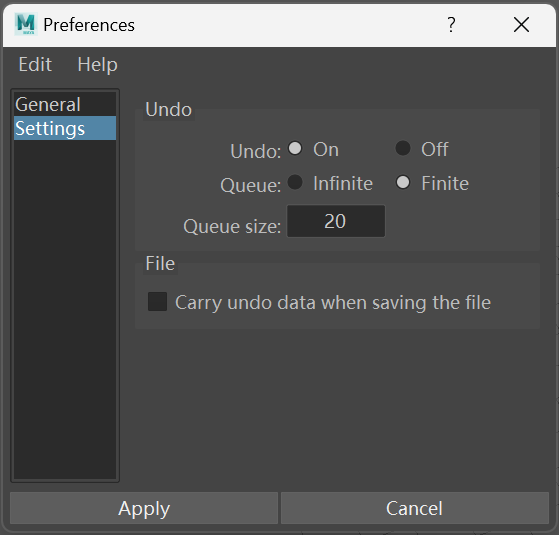 Preferences
?
Edit Help
General
Settings
Undo
Undo: On Off
Queue: Infinite Finite
Queue size: 20
File
Carry undo data when saving the file
Apply Cancel